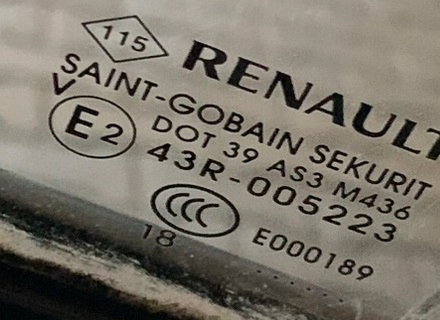 115 RENAULT
SAINT-GOBAIN SEKURIT
V
E2 DOT 39 AS3 M436
43R-005223
CCC E000189
18